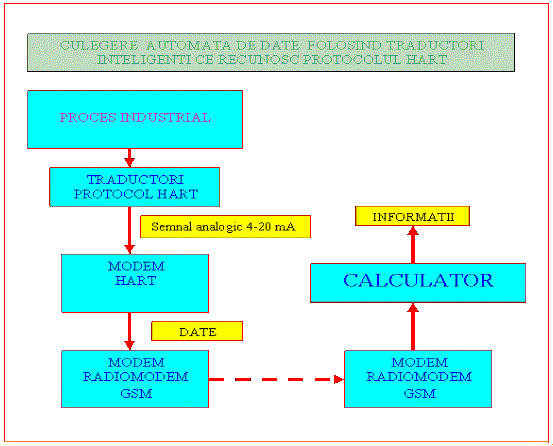 CULEGERE AUTOMATA DE DATE FOLOSIND TRADUCTORI
INTELIGENTI CE RECUNOSC PROTOCOLUL HART
PROCES INDUSTRIAL
TRADUCTORI
PROTOCOL HART
Semnal analogic 4-20 mA
INFORMATII
MODEM
HART
CALCULATOR
DATE
MODEM
RADIOMODEM
GSM
MODEM
RADIOMODEM
GSM